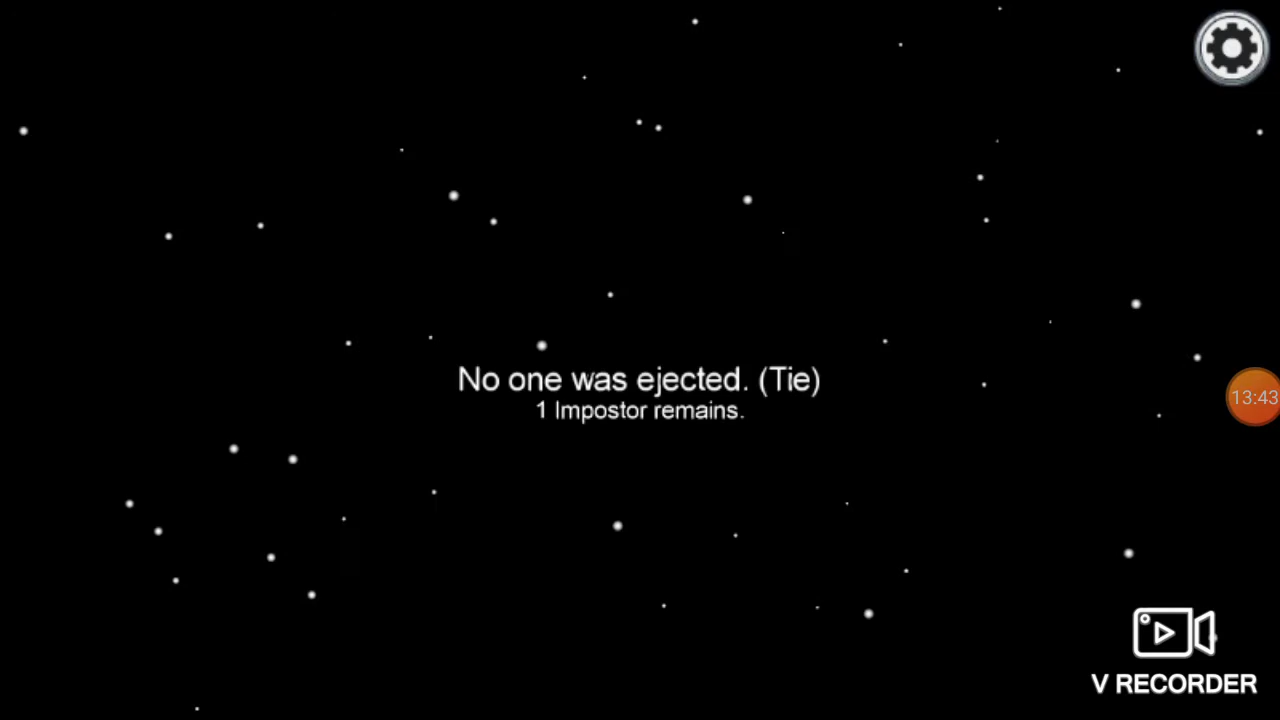 No one was ejected. (Tie)
1 Impostor remains.
13:43
V RECORDER